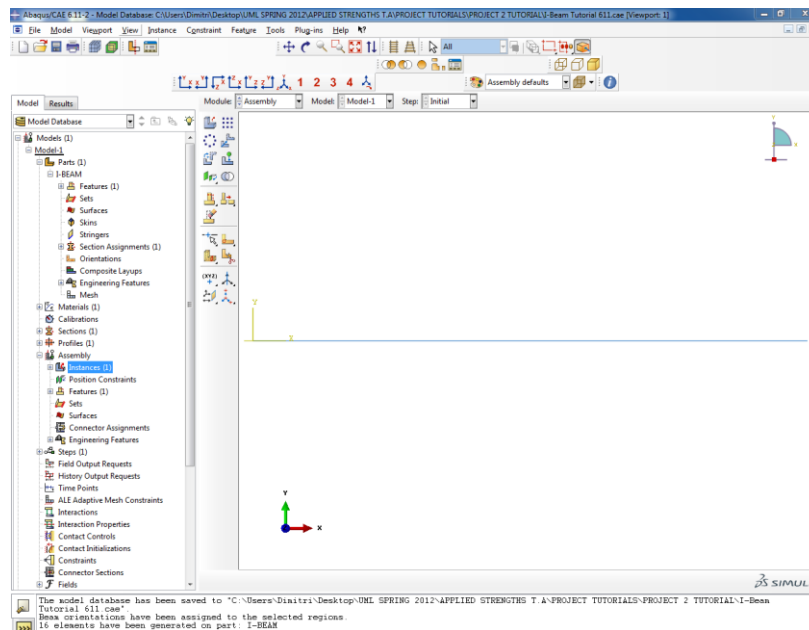 Abaqus/CAE 6.11-2 - Model Database: C:\Users\Dimitri\Desktop\UML SPRING 2012\APPLIED STRENGTHS T.A\PROJECT TUTORIALS\PROJECT 2 TUTORIAL\I-Beam Tutorial 611.cae [Viewport: 1]
File Model Viewport View Instance Constraint Feature Tools Plug-ins Help
All
1 2 3 4
Assembly defaults
Model Results
Module: Assembly Model: Model-1 Step: Initial
Model Database
Models (1)
Model-1
Parts (1)
I-BEAM
Features (1)
Sets
Surfaces
Skins
Stringers
Section Assignments (1)
Orientations
Composite Layups
Engineering Features
Mesh
Materials (1)
Calibrations
Sections (1)
Profiles (1)
Assembly
Instances (1)
Position Constraints
Features (1)
Sets
Surfaces
Connector Assignments
Engineering Features
Steps (1)
Field Output Requests
History Output Requests
Time Points
ALE Adaptive Mesh Constraints
Interactions
Interaction Properties
Contact Controls
Contact Initializations
Constraints
Connector Sections
Fields
Y
X
Y
X
Y
X
SIMUL
The model database has been saved to "C:\Users\Dimitri\Desktop\UML SPRING 2012\APPLIED STRENGTHS T.A\PROJECT TUTORIALS\PROJECT 2 TUTORIAL\I-Beam
Tutorial 611.cae".
Beam orientations have been assigned to the selected regions.
16 elements have been generated on part: I-BEAM